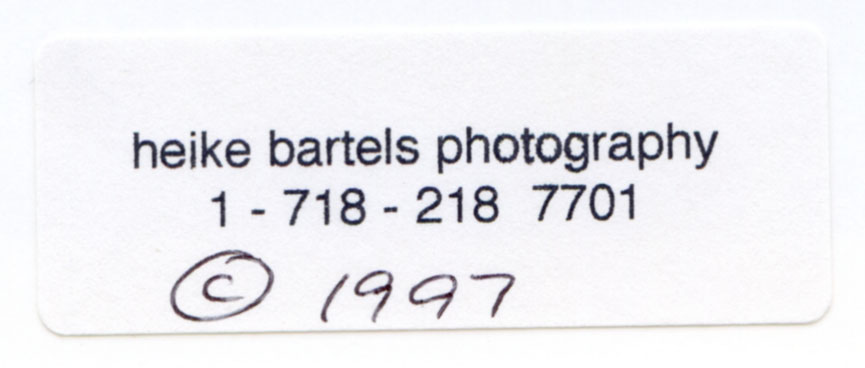 heike bartels photography
1 - 718 - 218 7701
© 1997